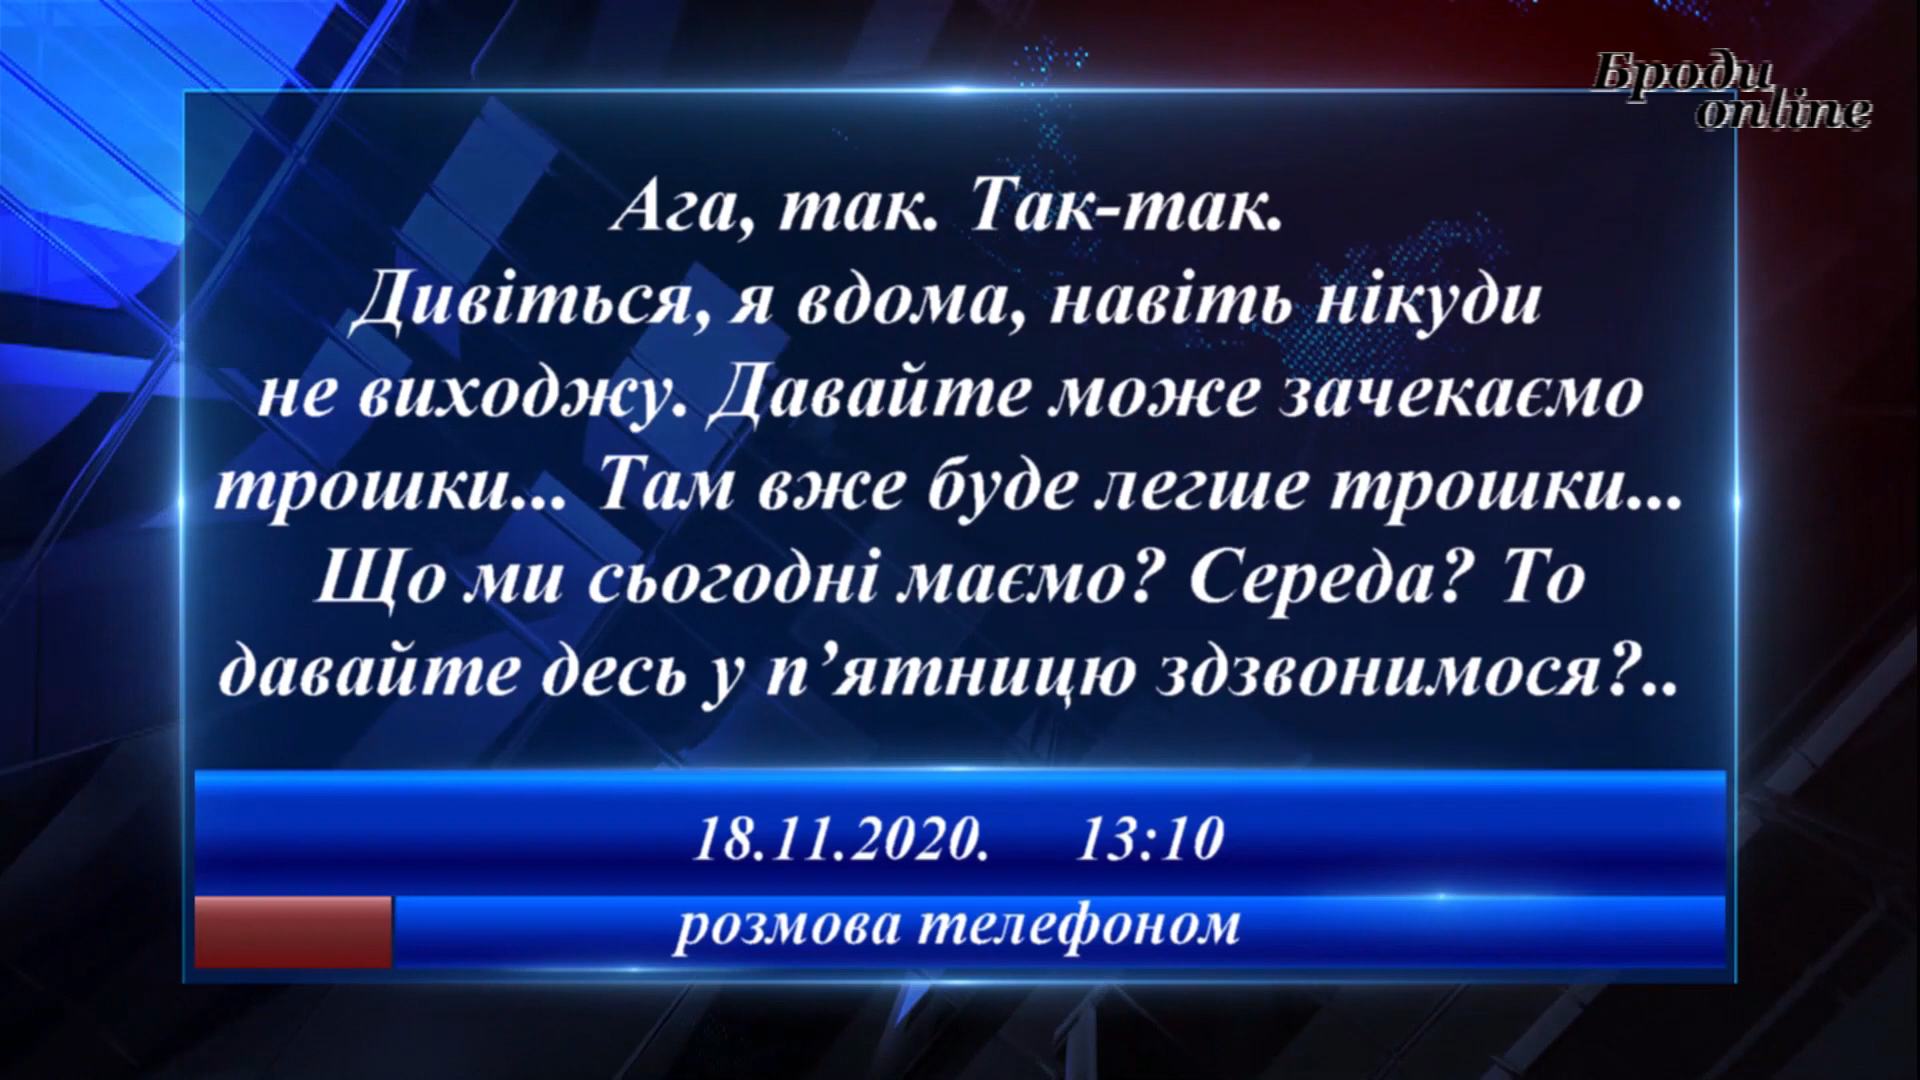 Броди
online
Ага, так. Так-так.
Дивіться, я вдома, навіть нікуди
не виходжу. Давайте може зачекаємо
трошки... Там вже буде легше трошки...
Що ми сьогодні маємо? Середа? То
давайте десь у п’ятницю здзвонимося?..
18.11.2020. 13:10
розмова телефоном